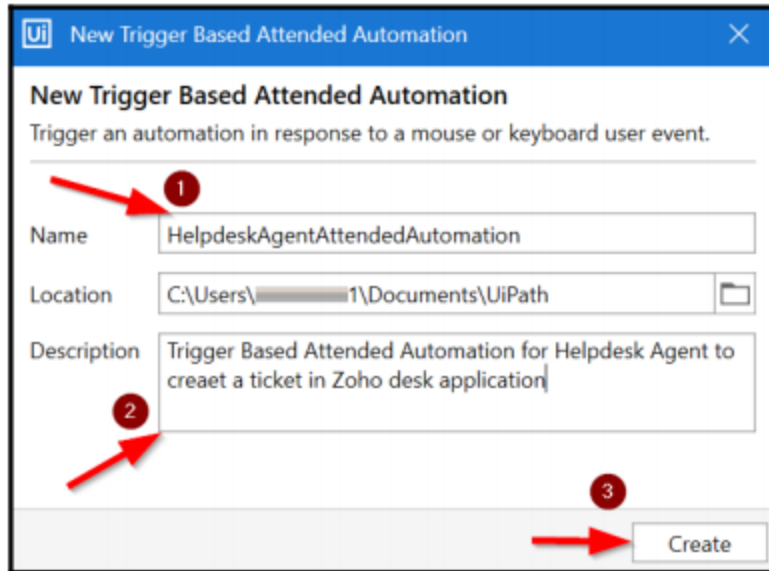 Ui New Trigger Based Attended Automation
New Trigger Based Attended Automation
Trigger an automation in response to a mouse or keyboard user event.
1
Name HelpdeskAgentAttendedAutomation
Location C:\Users\ 1\Documents\UiPath
Description Trigger Based Attended Automation for Helpdesk Agent to
creaet a ticket in Zoho desk application
2
3
Create